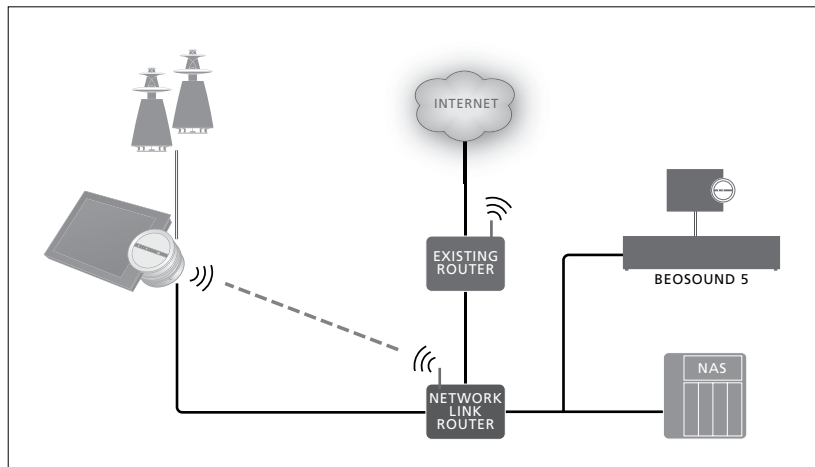 INTERNET
EXISTING
ROUTER
BEOSOUND 5
NAS
NETWORK
LINK
ROUTER